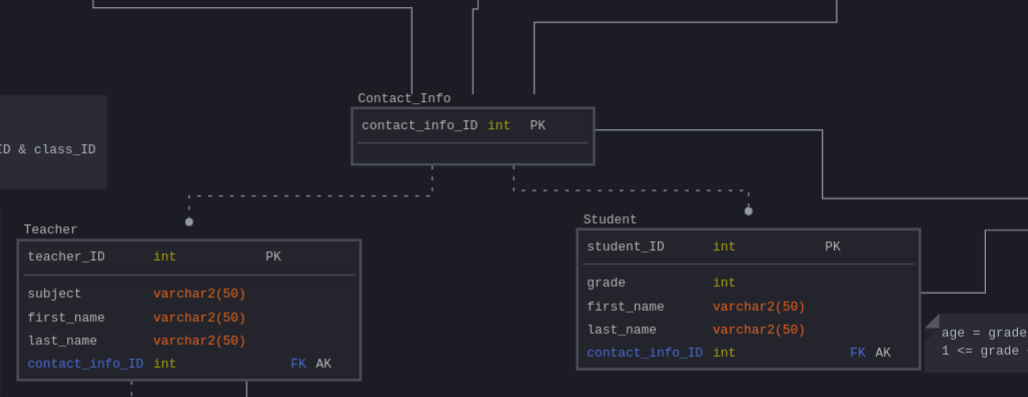 Contact_Info
contact_info_ID int PK
& class_ID
Teacher
teacher_ID int PK
subject varchar2(50)
first_name varchar2(50)
last_name varchar2(50)
contact_info_ID int FK AK
Student
student_ID int PK
grade int
first_name varchar2(50)
last_name varchar2(50)
contact_info_ID int FK AK
age = grade
1 <= grade